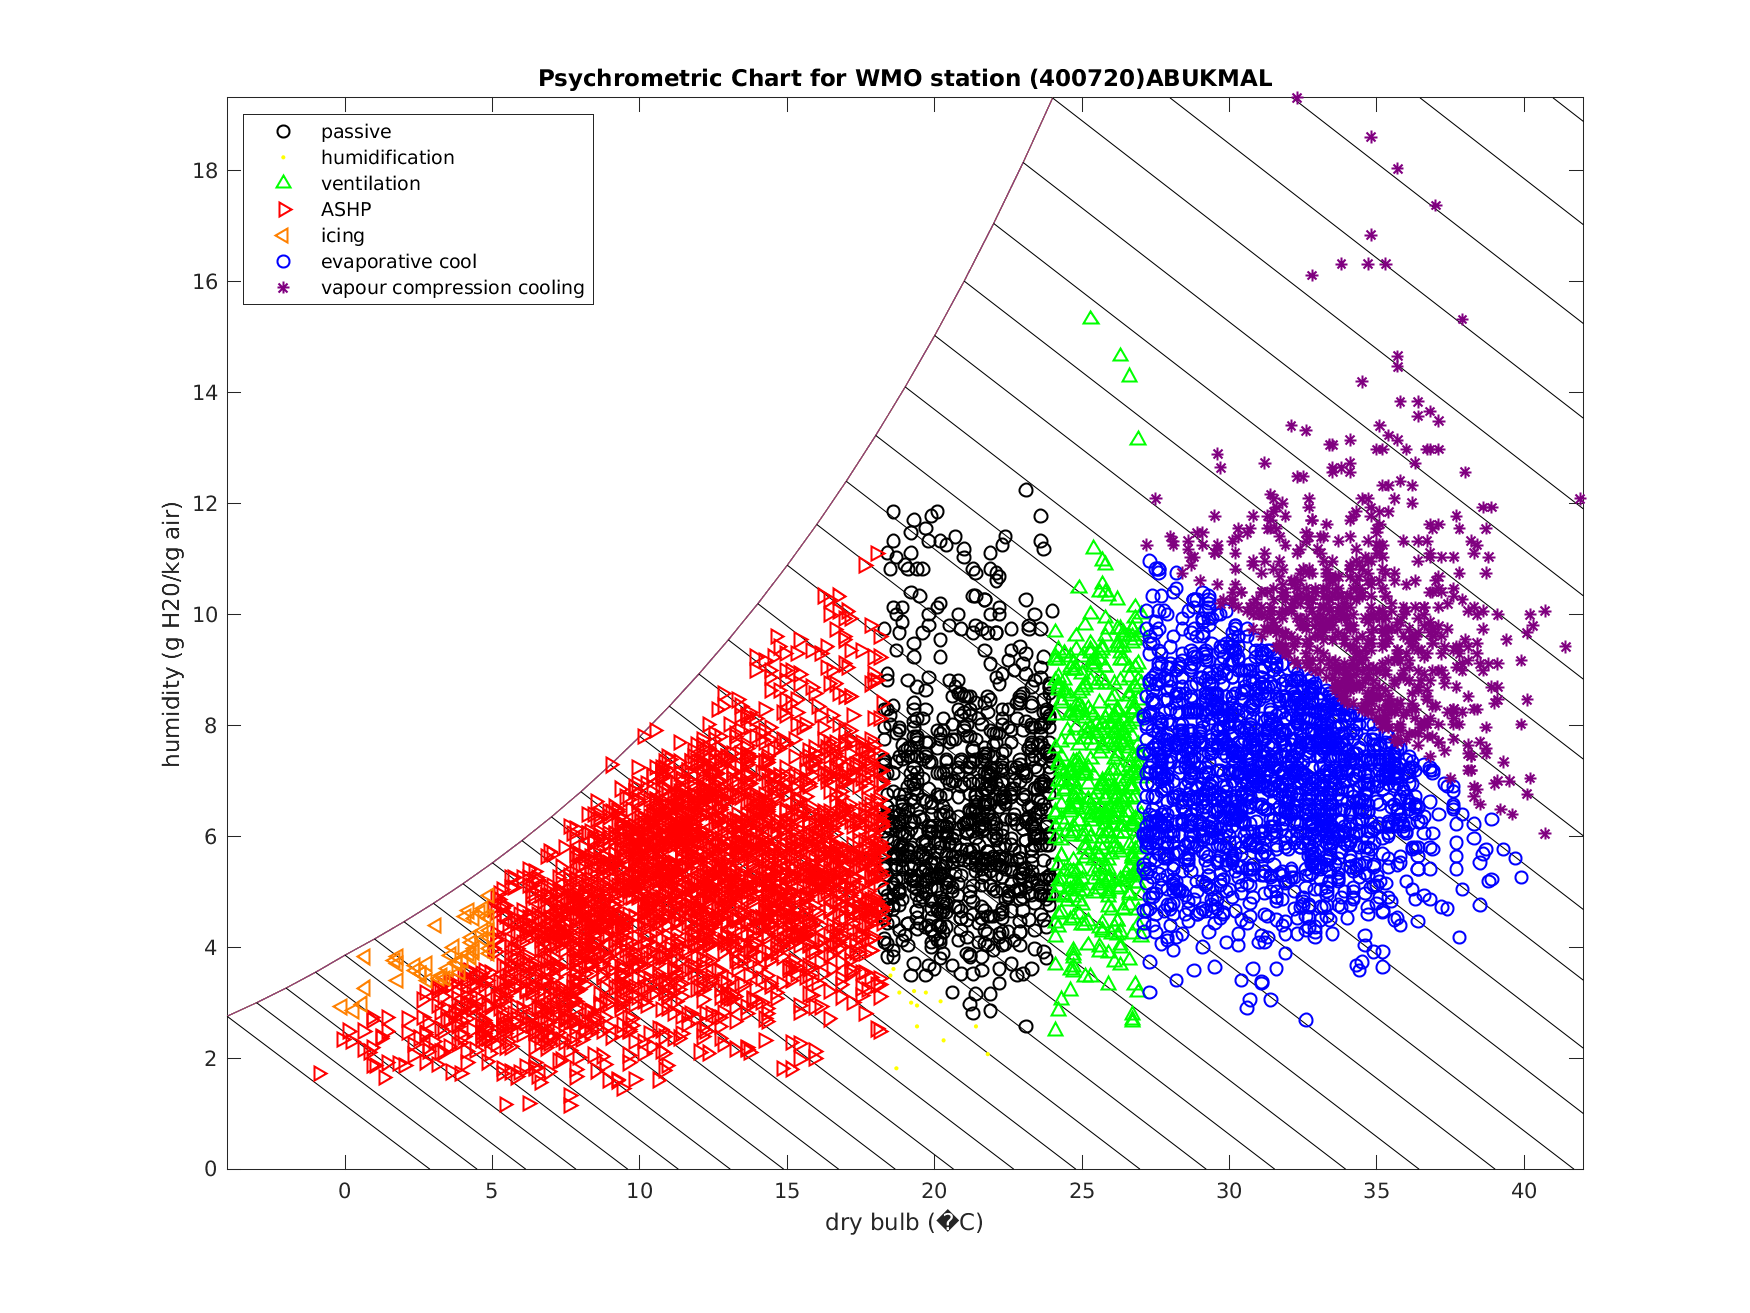 Psychrometric Chart for WMO station (400720)ABUKMAL
passive
humidification
ventilation
ASHP
icing
evaporative cool
vapour compression cooling
humidity (g H20/kg air)
18
16
14
12
10
8
6
4
2
0
0 5 10 15 20 25 30 35 40
dry bulb (�C)